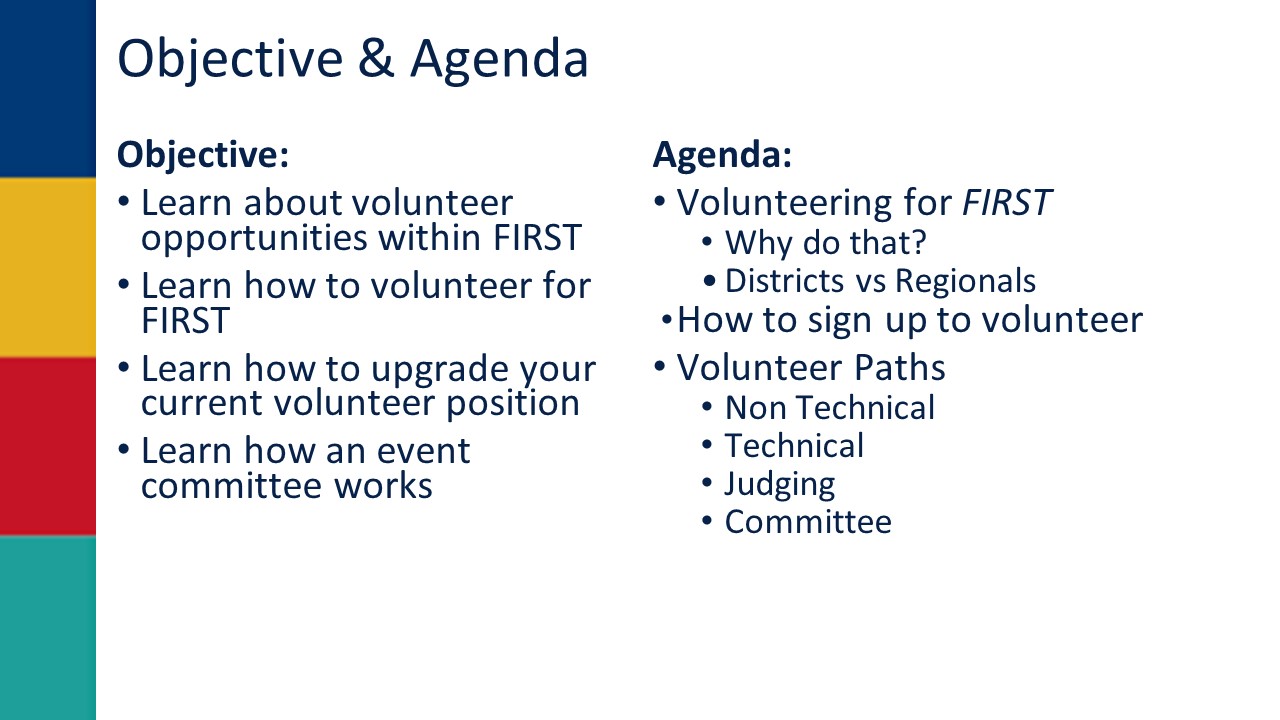 Objective & Agenda
Objective:
• Learn about volunteer
opportunities within FIRST
• Learn how to volunteer for
FIRST
• Learn how to upgrade your
current volunteer position
• Learn how an event
committee works
Agenda:
• Volunteering for FIRST
• Why do that?
• Districts vs Regionals
•How to sign up to volunteer
• Volunteer Paths
• Non Technical
• Technical
• Judging
• Committee